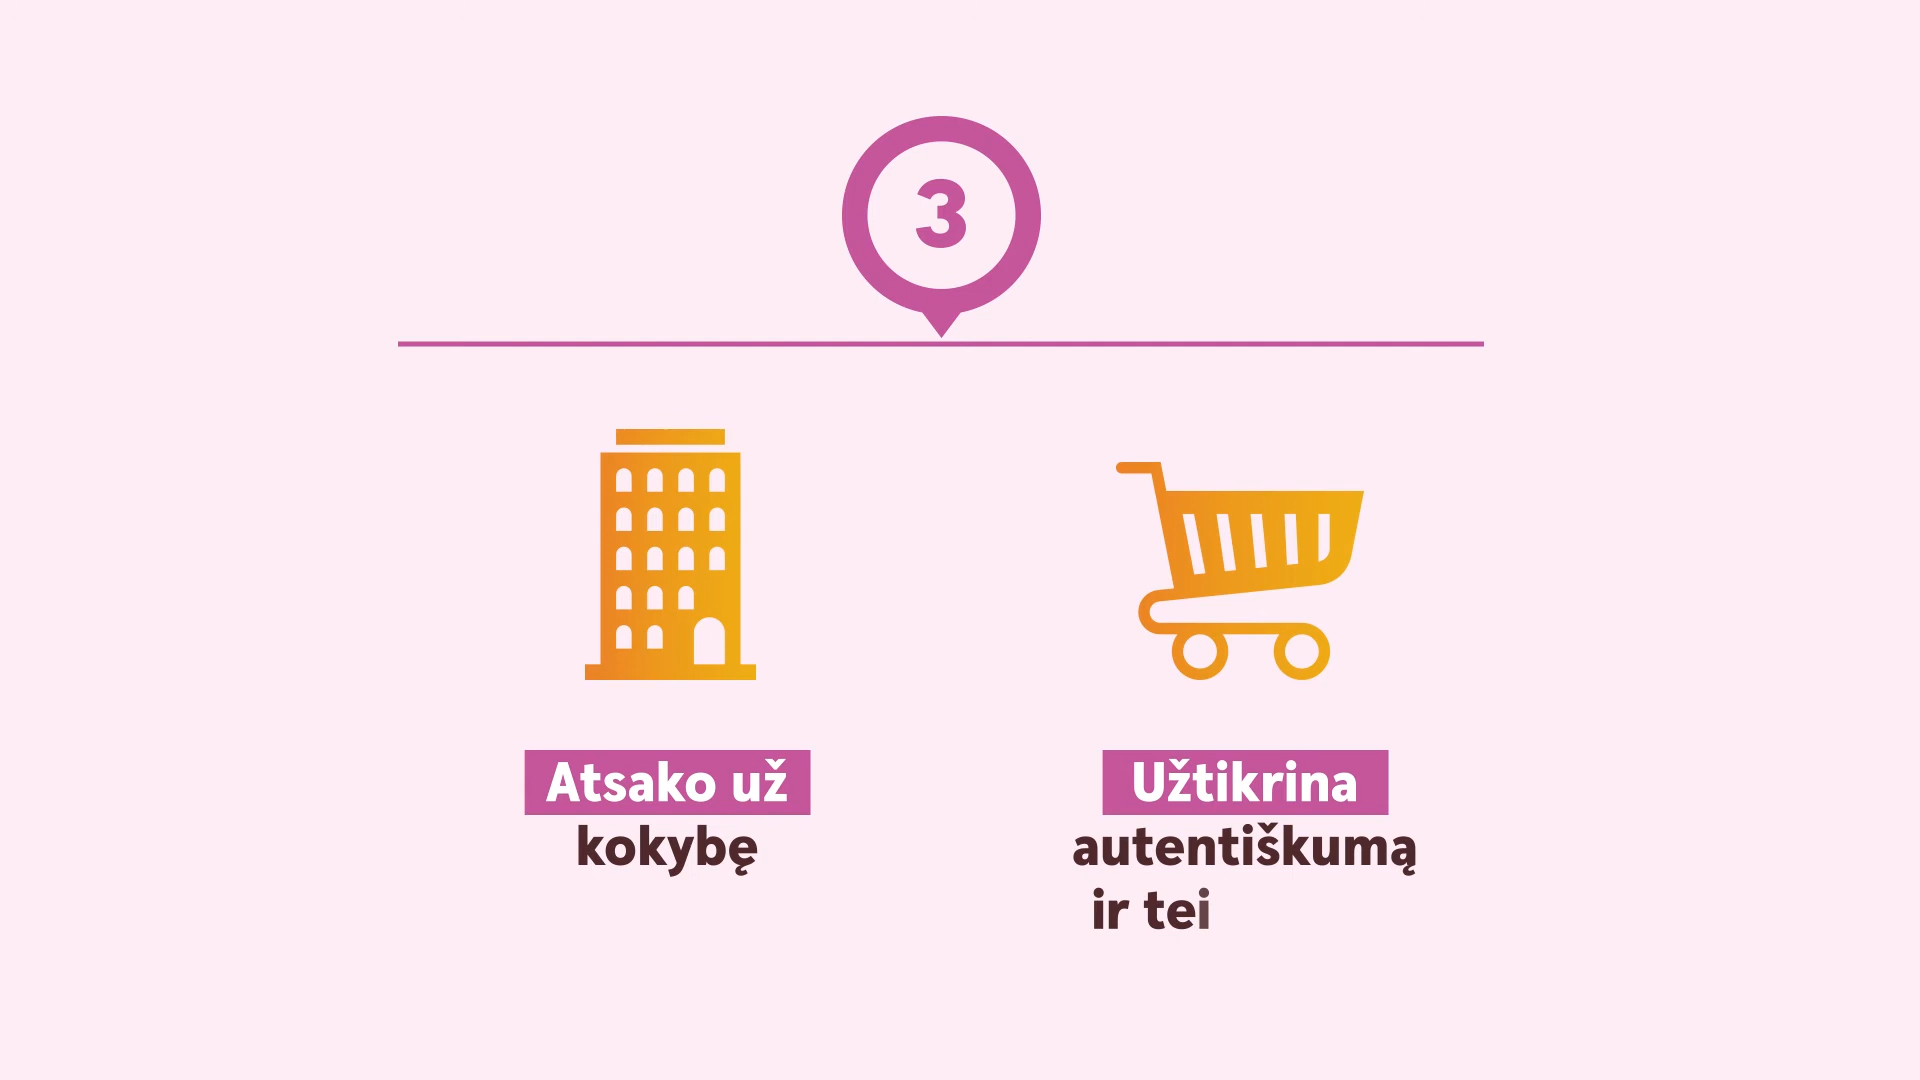 3
Atsako už
kokybę
Užtikrina
autentiškumą
ir tei